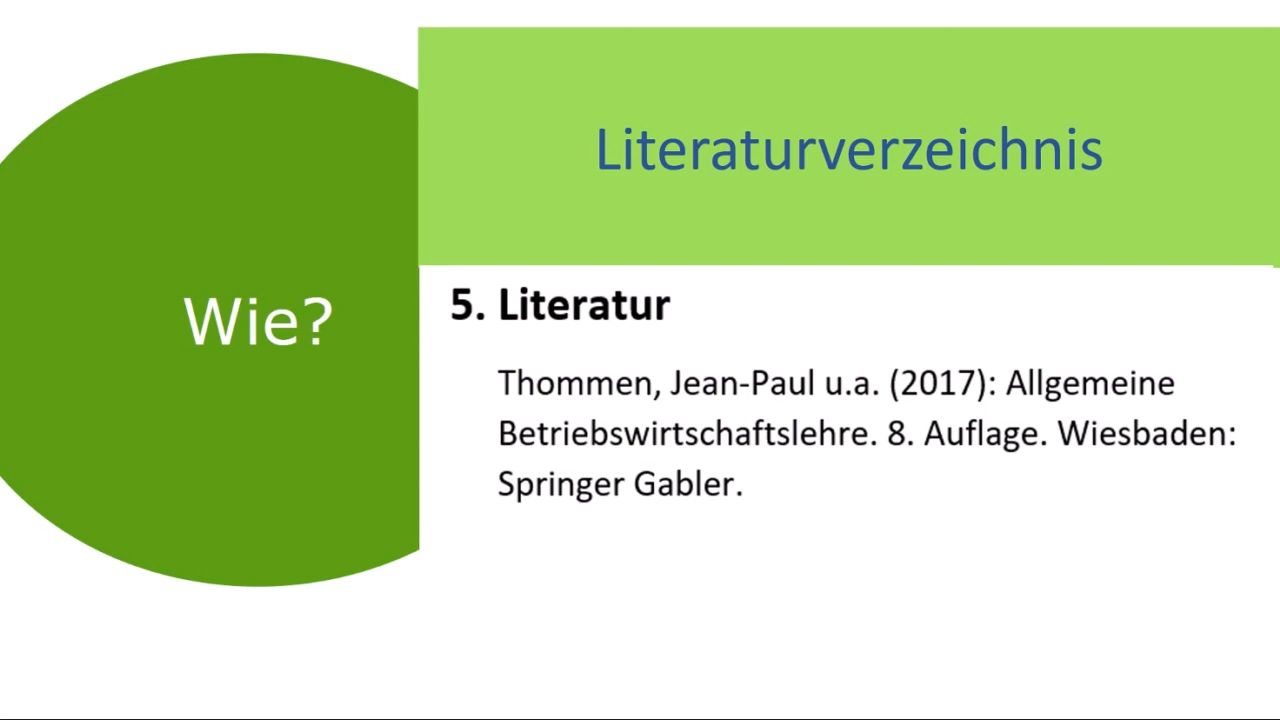 Literaturverzeichnis
Wie?
5. Literatur
Thommen, Jean-Paul u.a. (2017): Allgemeine
Betriebswirtschaftslehre. 8. Auflage. Wiesbaden:
Springer Gabler.